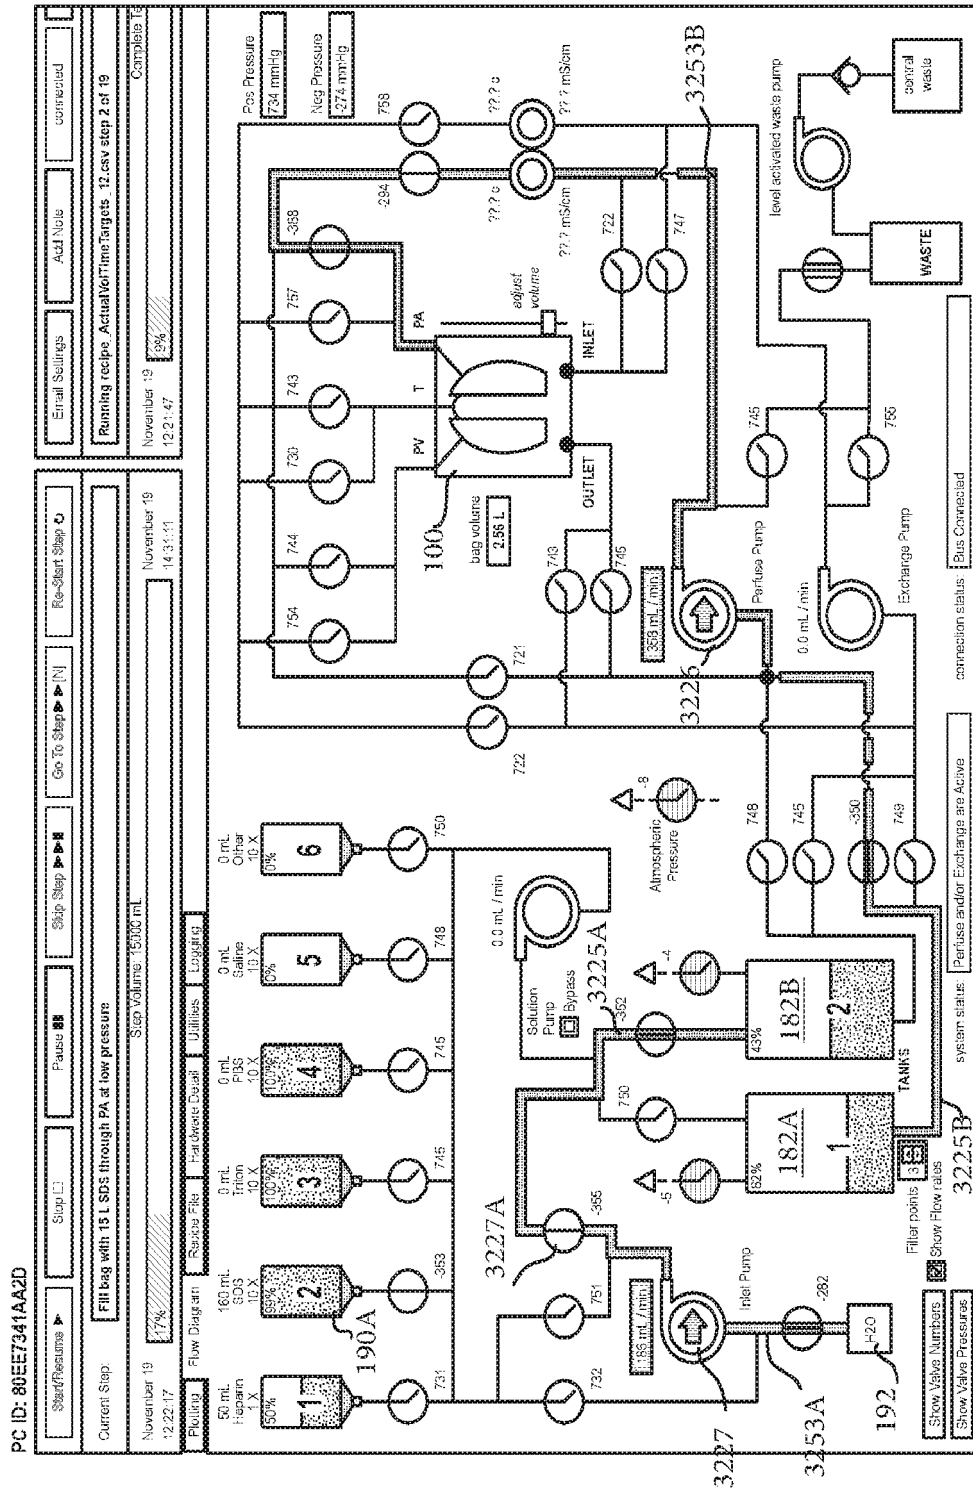 PC ID: 80EE7341AA2D
Start/Resume ▶
Stop □
Pause
Skip Step ▶▶
Go To Step ▶▶ [N]
Re-Start Step ↻
Email Settings
Add Note
connected
Current Step:
Fill bag with 15 L SDS through PA at low pressure
Running recipe_ActualVolTimeTargets_12.csv step 2 of 19
November 19
12:22:17
17%
Step Volume: 15000 mL
November 19
14:31:11
November 19
12:21:47
9%
Complete Te
Plotting
Flow Diagram
Recipe File
Hardware Detail
Utilities
Logging
50 mL
Heparin
1 X
50%
1
731
160 mL
SDS
10 X
99%
2
190A
-353
0 mL
Triton
10 X
100%
3
745
0 mL
PBS
10 X
100%
4
745
0 mL
Saline
10 X
0%
5
748
0 mL
Other
10 X
0%
6
750
722
721
754
744
730
743
757
-388
-294
758
Pos Pressure
734 mmHg
Neg Pressure
-274 mmHg
PV
T
PA
adjust
volume
100
bag volume
2.56 L
OUTLET
INLET
743
745
722
747
??.? c
??.? mS/cm
??.? c
??.? mS/cm
3253B
732
751
3227A
-355
3227
Inlet Pump
3253A
-282
H2O
192
Solution
Pump
Bypass
0.0 mL / min
3225A
-352
750
-5
-4
62%
182A
1
43%
182B
2
TANKS
Atmospheric
Pressure
-8
748
745
-350
749
3225B
358 mL / min
3226
Perfuse Pump
0.0 mL / min
Exchange Pump
745
755
level activated waste pump
WASTE
central
waste
Filter points 3
Show Flow rates
Show Valve Numbers
Show Valve Pressures
system status: Perfuse and/or Exchange are Active
connection status: Bus Connected